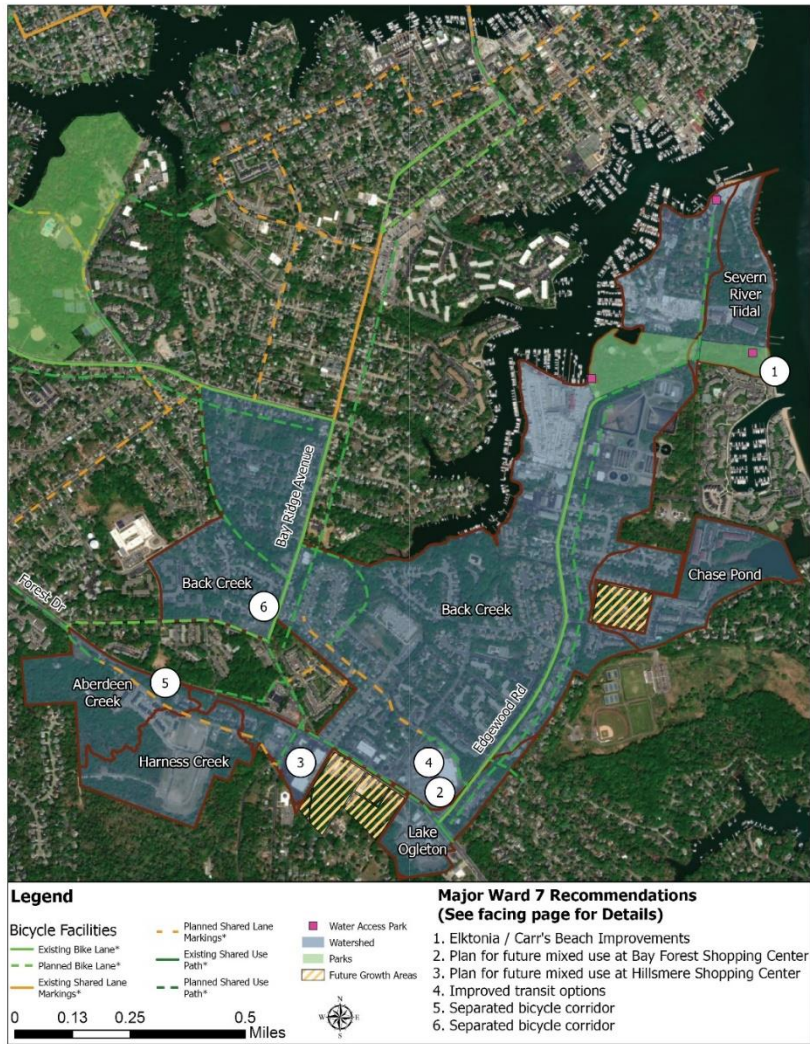 Severn
River
Tidal
1
Bay Ridge Avenue
Chase Pond
Back Creek
Back Creek
6
Forest Dr
5
Aberdeen
Creek
Edgewood Rd
Harness Creek
3
4
2
Lake
Ogleton
Legend
Bicycle Facilities
Existing Bike Lane*
Planned Bike Lane*
Existing Shared Lane
Markings*
Planned Shared Lane
Markings*
Existing Shared Use
Path*
Planned Shared Use
Path*
Water Access Park
Watershed
Parks
Future Growth Areas
0 0.13 0.25 0.5
Miles
N
W E
S
Major Ward 7 Recommendations
(See facing page for Details)
1. Elktonia / Carr's Beach Improvements
2. Plan for future mixed use at Bay Forest Shopping Center
3. Plan for future mixed use at Hillsmere Shopping Center
4. Improved transit options
5. Separated bicycle corridor
6. Separated bicycle corridor